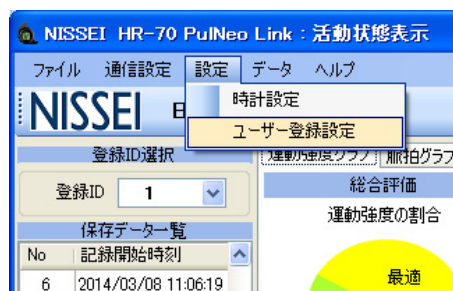 NISSEI HR-70 PulNeo Link：活動状態表示
ファイル 通信設定 設定 データ ヘルプ
NISSEI
時計設定
ユーザー登録設定
登録ID選択
運動強度グラフ 脈拍グラフ
登録ID 1
総合評価
運動強度の割合
保存データ一覧
No 記録開始時刻
6 2014/03/08 11:06:19
最適